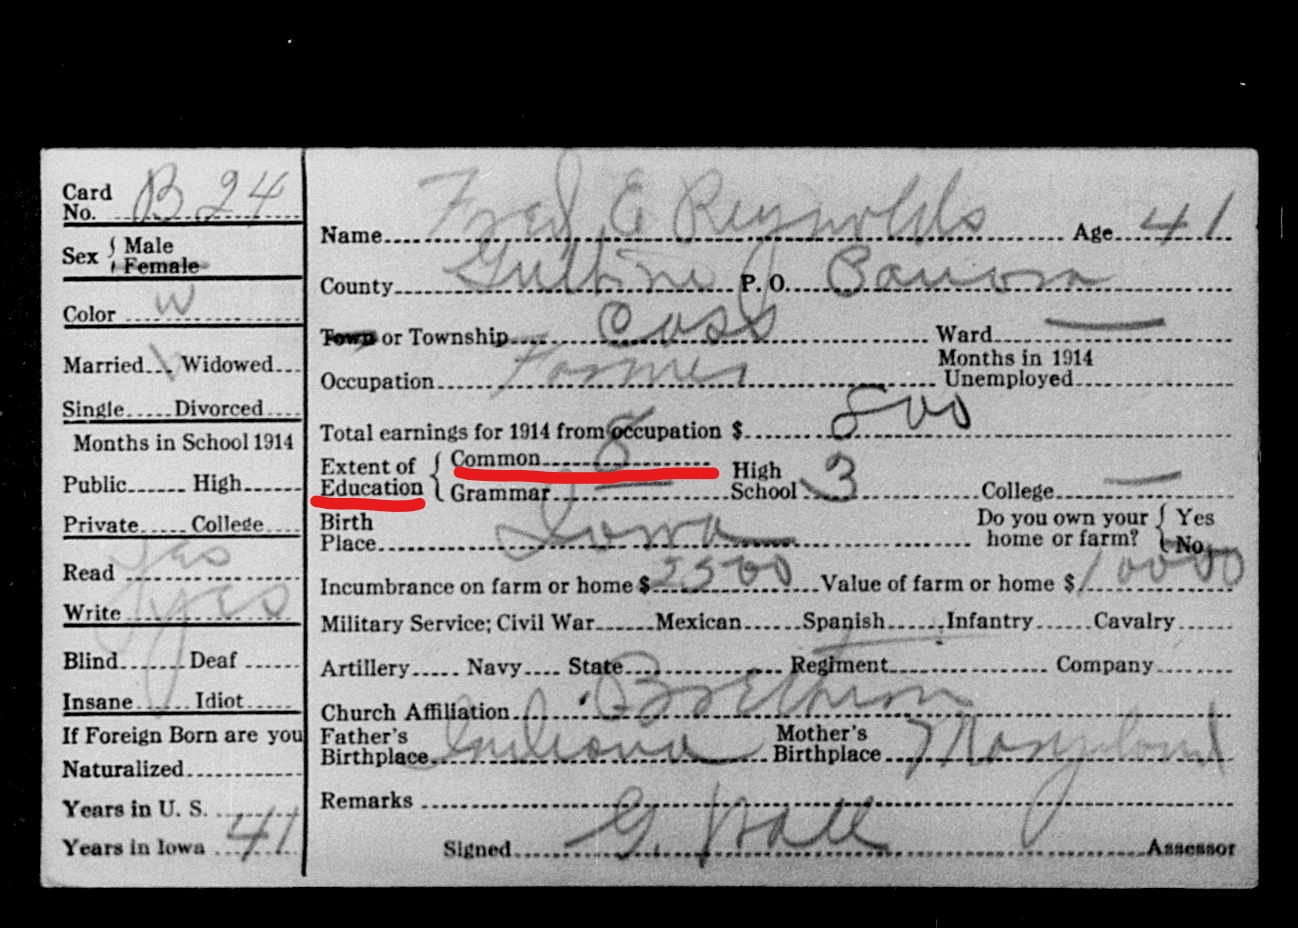 Card No. B 24
Sex { Male
Female
Color W
Married Widowed
Single Divorced
Months in School 1914
Public High
Private College
Read Yes
Write yes
Blind Deaf
Insane Idiot
If Foreign Born are you
Naturalized
Years in U. S.
Years in Iowa 41
Name Fred E Reynolds Age 41
County Guthrie P. O.
Town or Township Cass Ward —
Occupation Farmer Months in 1914 Unemployed
Total earnings for 1914 from occupation $ 800
Extent of Education { Common 8
Grammar — High School 3 College —
Birth Place Iowa Do you own your home or farm? { Yes
No
Incumbrance on farm or home $ 2500 Value of farm or home $ 10000
Military Service; Civil War Mexican Spanish Infantry Cavalry
Artillery Navy State Regiment Company
Church Affiliation
Father's Birthplace Indiana Mother's Birthplace Maryland
Remarks
Signed G. Hall Assessor